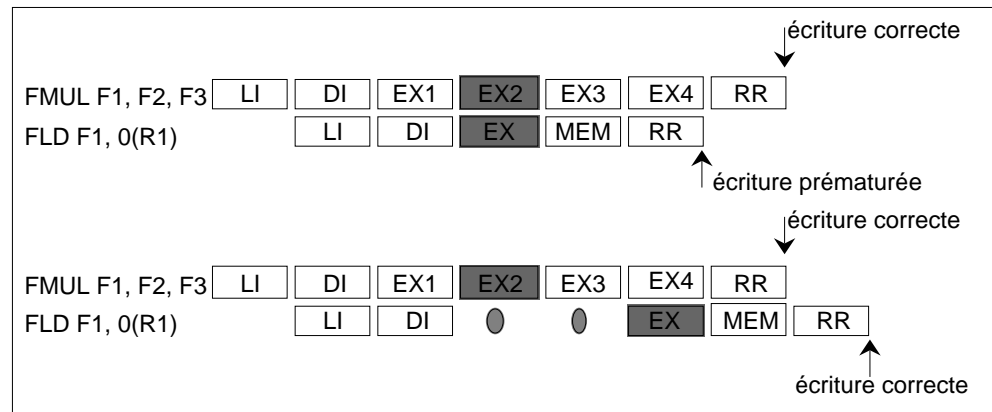 écriture correcte
FMUL F1, F2, F3 LI DI EX1 EX2 EX3 EX4 RR
FLD F1, 0(R1) LI DI EX MEM RR
écriture prématurée
écriture correcte
FMUL F1, F2, F3 LI DI EX1 EX2 EX3 EX4 RR
FLD F1, 0(R1) LI DI EX MEM RR
écriture correcte